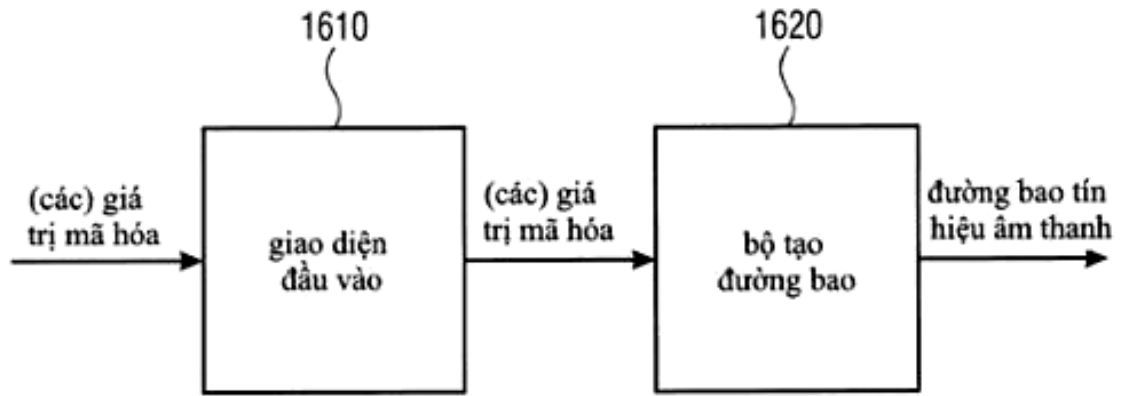 1610
1620
(các) giá
trị mã hóa
giao diện
đầu vào
(các) giá
trị mã hóa
bộ tạo
đường bao
đường bao tín
hiệu âm thanh